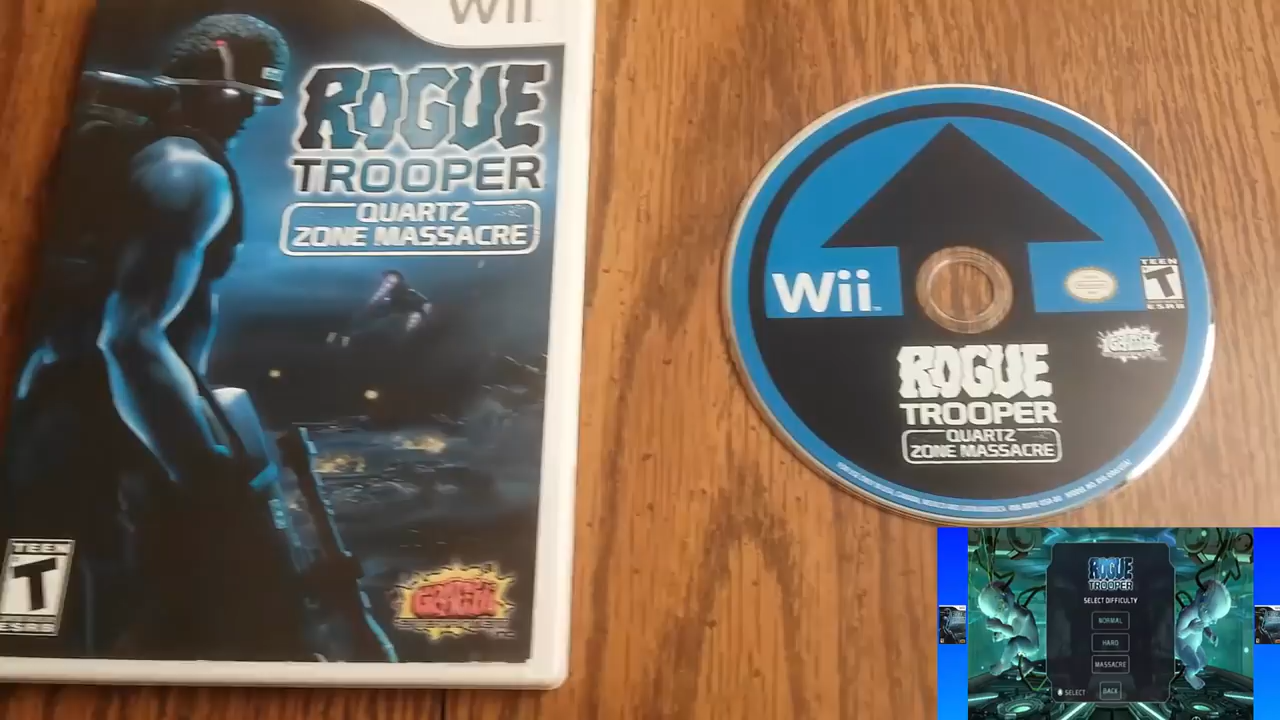 Wii
ROGUE
TROOPER
QUARTZ
ZONE MASSACRE
TEEN
T
ESRB
Wii
TEEN
T
ESRB
ROGUE
TROOPER
QUARTZ
ZONE MASSACRE
ROGUE
TROOPER
SELECT DIFFICULTY
NORMAL
HARD
MASSACRE
SELECT
BACK